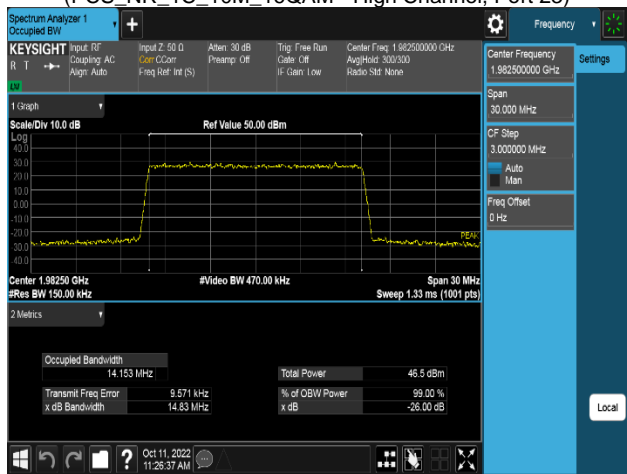 Spectrum Analyzer 1
Occupied BW
Frequency
KEYSIGHT
R T
LW
Input: RF
Coupling: AC
Align: Auto
Input Z: 50 Ω
Corr CCorr
Freq Ref: Int (S)
Atten: 30 dB
Preamp: Off
Trig: Free Run
Gate: Off
IF Gain: Low
Center Freq: 1.982500000 GHz
Avg|Hold: 300/300
Radio Std: None
Center Frequency
1.982500000 GHz
Settings
Span
30.000 MHz
CF Step
3.000000 MHz
Auto
Man
Freq Offset
0 Hz
1 Graph
Scale/Div 10.0 dB
Ref Value 50.00 dBm
Log
40.0
30.0
20.0
10.0
0.00
-10.0
-20.0
-30.0
-40.0
PEAK
Center 1.98250 GHz
#Video BW 470.00 kHz
Span 30 MHz
#Res BW 150.00 kHz
Sweep 1.33 ms (1001 pts)
2 Metrics
Occupied Bandwidth
14.153 MHz
Total Power
46.5 dBm
Transmit Freq Error
9.571 kHz
% of OBW Power
99.00 %
x dB Bandwidth
14.83 MHz
x dB
-26.00 dB
Local
?
Oct 11, 2022
11:26:37 AM